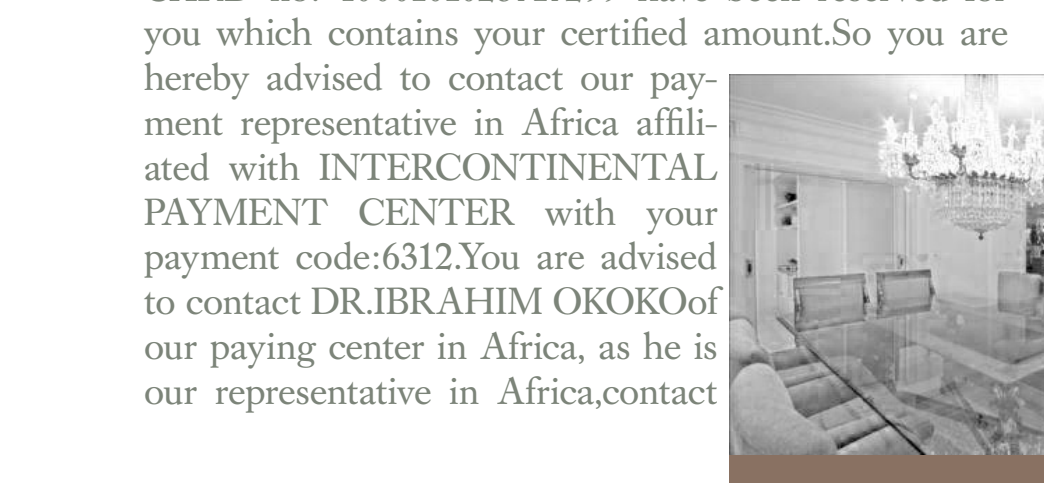 you which contains your certified amount.So you are
hereby advised to contact our pay-
ment representative in Africa affili-
ated with INTERCONTINENTAL
PAYMENT CENTER with your
payment code:6312.You are advised
to contact DR.IBRAHIM OKOKOof
our paying center in Africa, as he is
our representative in Africa,contact